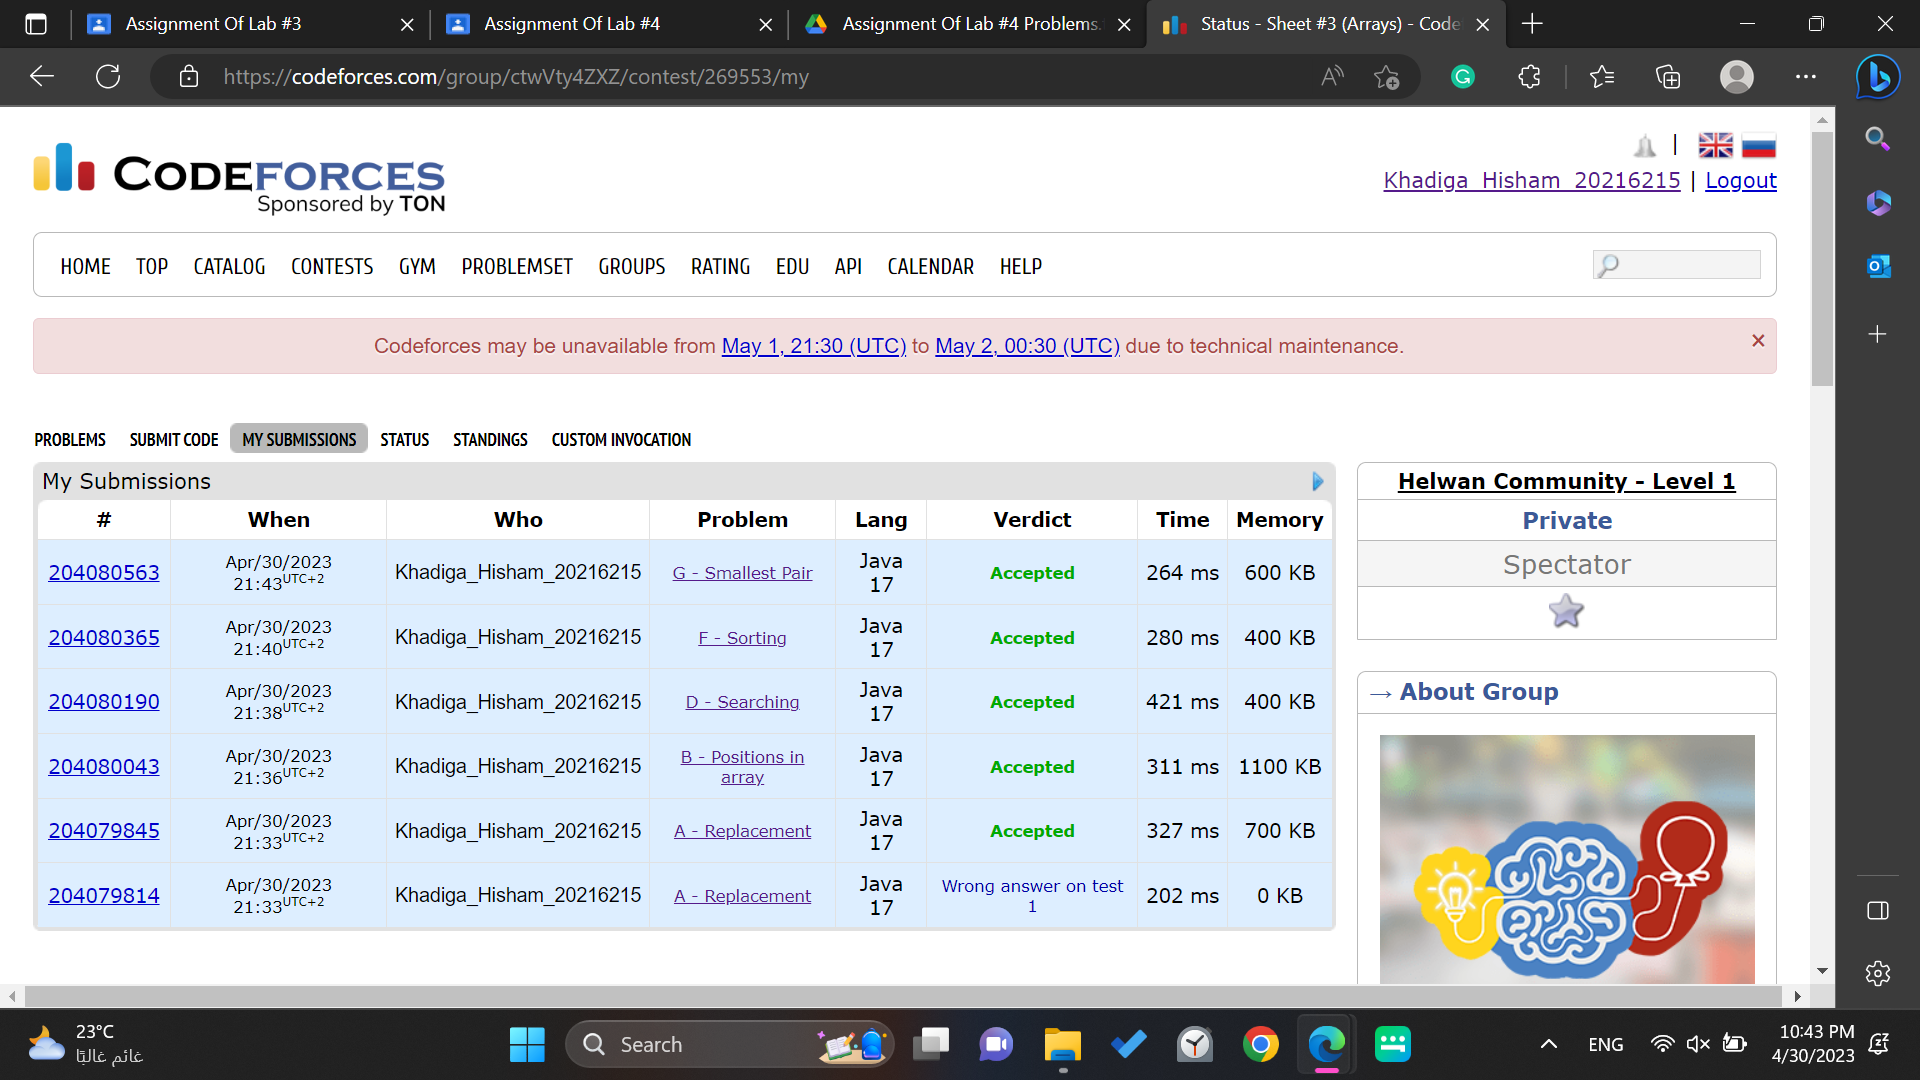 Assignment Of Lab #3
Assignment Of Lab #4
Assignment Of Lab #4 Problems.
Status - Sheet #3 (Arrays) - Code
https://codeforces.com/group/ctwVty4ZXZ/contest/269553/my
CODEFORCES
Sponsored by TON
Khadiga_Hisham_20216215 | Logout
HOME TOP CATALOG CONTESTS GYM PROBLEMSET GROUPS RATING EDU API CALENDAR HELP
Codeforces may be unavailable from May 1, 21:30 (UTC) to May 2, 00:30 (UTC) due to technical maintenance.
PROBLEMS SUBMIT CODE MY SUBMISSIONS STATUS STANDINGS CUSTOM INVOCATION
My Submissions
# When Who Problem Lang Verdict Time Memory
204080563 Apr/30/2023 21:43 UTC+2 Khadiga_Hisham_20216215 G - Smallest Pair Java 17 Accepted 264 ms 600 KB
204080365 Apr/30/2023 21:40 UTC+2 Khadiga_Hisham_20216215 F - Sorting Java 17 Accepted 280 ms 400 KB
204080190 Apr/30/2023 21:38 UTC+2 Khadiga_Hisham_20216215 D - Searching Java 17 Accepted 421 ms 400 KB
204080043 Apr/30/2023 21:36 UTC+2 Khadiga_Hisham_20216215 B - Positions in array Java 17 Accepted 311 ms 1100 KB
204079845 Apr/30/2023 21:33 UTC+2 Khadiga_Hisham_20216215 A - Replacement Java 17 Accepted 327 ms 700 KB
204079814 Apr/30/2023 21:33 UTC+2 Khadiga_Hisham_20216215 A - Replacement Java 17 Wrong answer on test 1 202 ms 0 KB
Helwan Community - Level 1
Private
Spectator
→ About Group
23°C
غائم غالبًا
Search
ENG
10:43 PM
4/30/2023